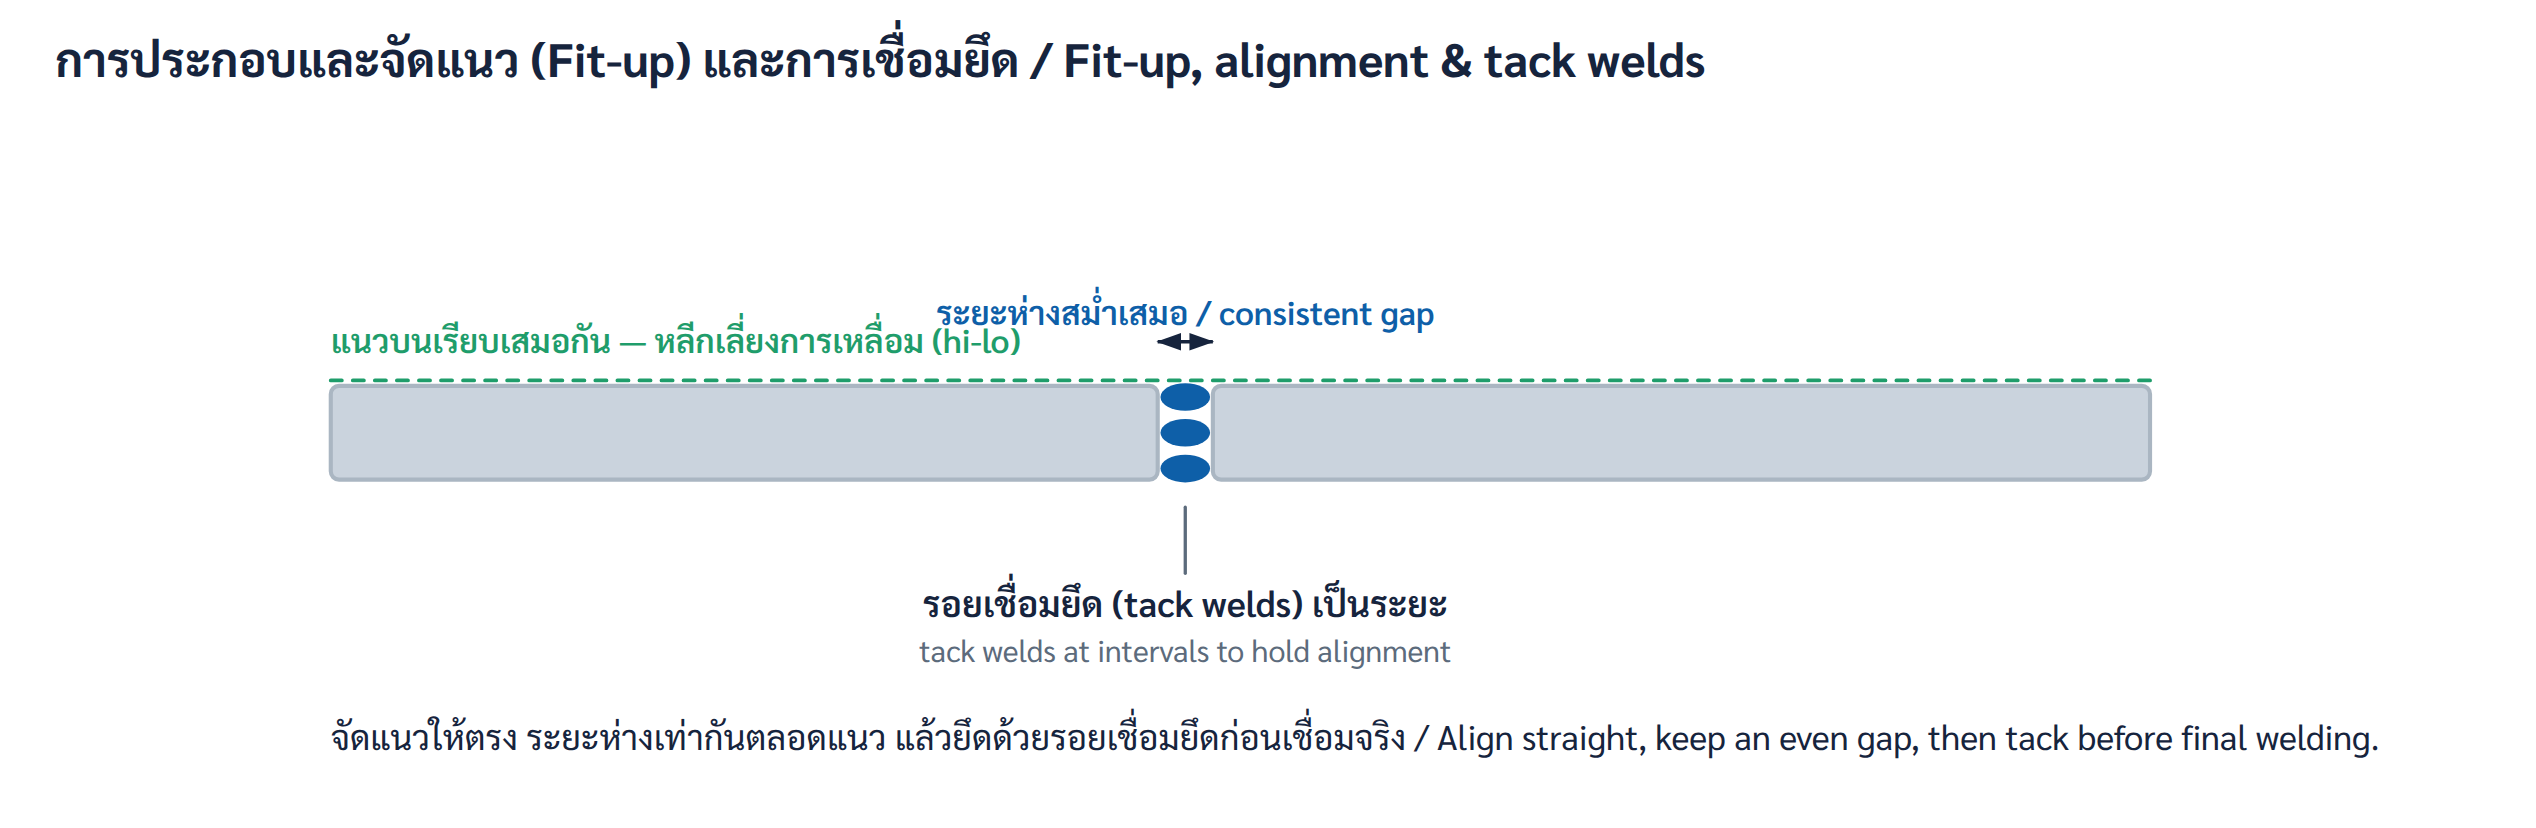 การประกอบและจัดแนว (Fit-up) และการเชื่อมยึด / Fit-up, alignment & tack welds
ระยะห่างสม่ำเสมอ / consistent gap
แนวบนเรียบเสมอกัน — หลีกเลี่ยงการเหลื่อม (hi-lo)
รอยเชื่อมยึด (tack welds) เป็นระยะ
tack welds at intervals to hold alignment
จัดแนวให้ตรง ระยะห่างเท่ากันตลอดแนว แล้วยึดด้วยรอยเชื่อมยึดก่อนเชื่อมจริง / Align straight, keep an even gap, then tack before final welding.